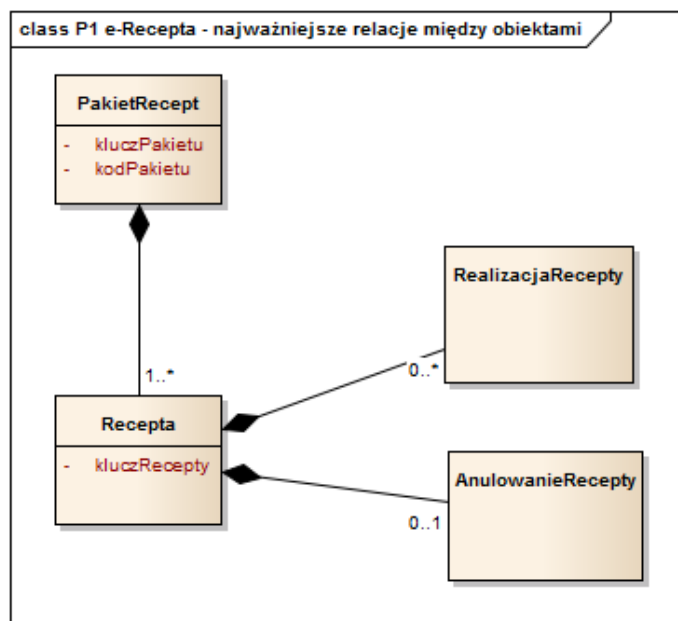 class P1 e-Recepta - najważniejsze relacje między obiektami
PakietRecept
- kluczPakietu
- kodPakietu
RealizacjaRecepty
1..*
0..*
Recepta
- kluczRecepty
AnulowanieRecepty
0..1